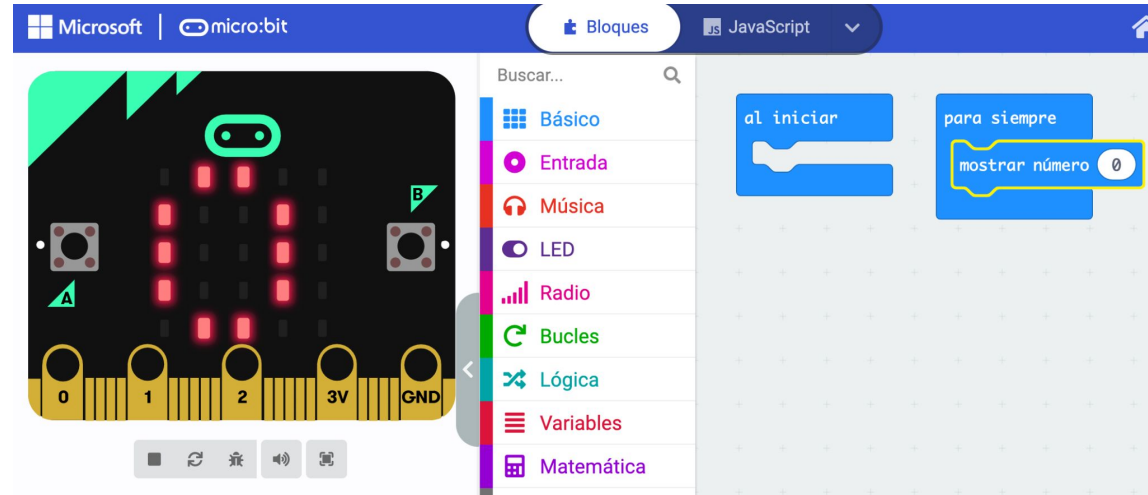 Microsoft micro:bit
Bloques
JS JavaScript
A
B
0 1 2 3V GND
Buscar...
Básico
Entrada
Música
LED
Radio
Bucles
Lógica
Variables
Matemática
al iniciar
para siempre
mostrar número 0